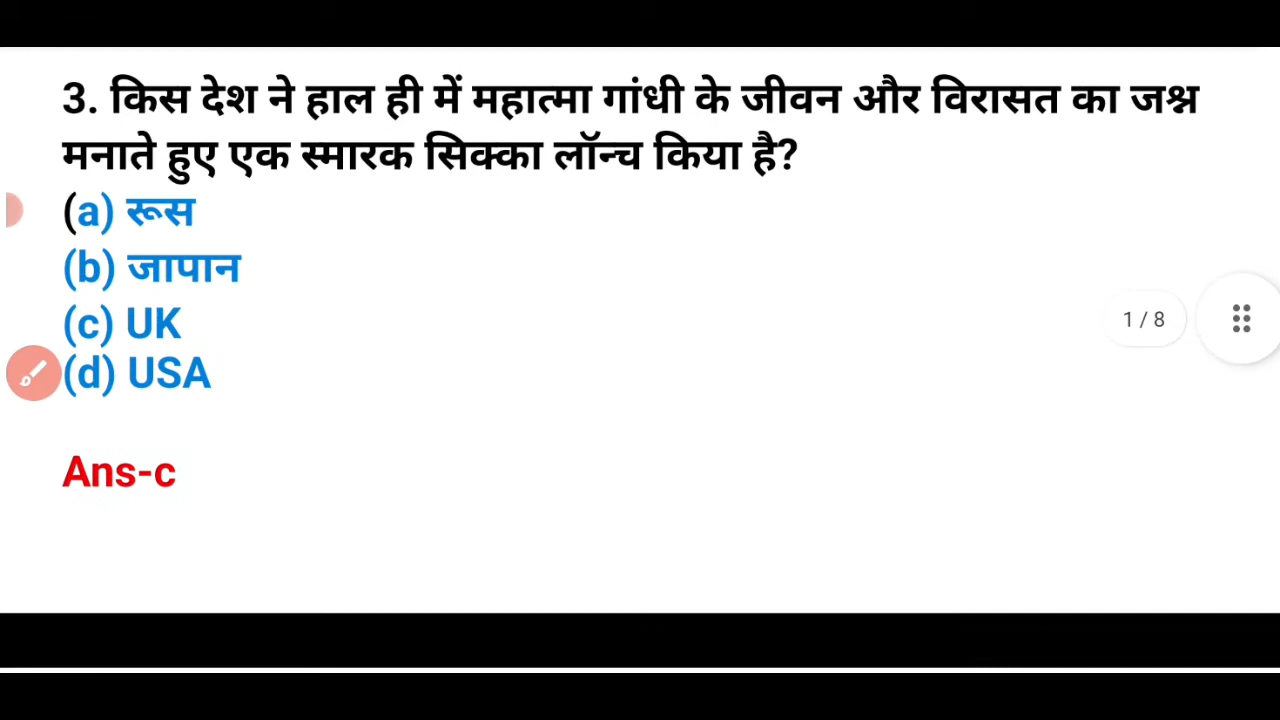 3. किस देश ने हाल ही में महात्मा गांधी के जीवन और विरासत का जश्न
मनाते हुए एक स्मारक सिक्का लॉन्च किया है?
(a) रूस
(b) जापान
(c) UK
1 / 8
(d) USA
Ans-c